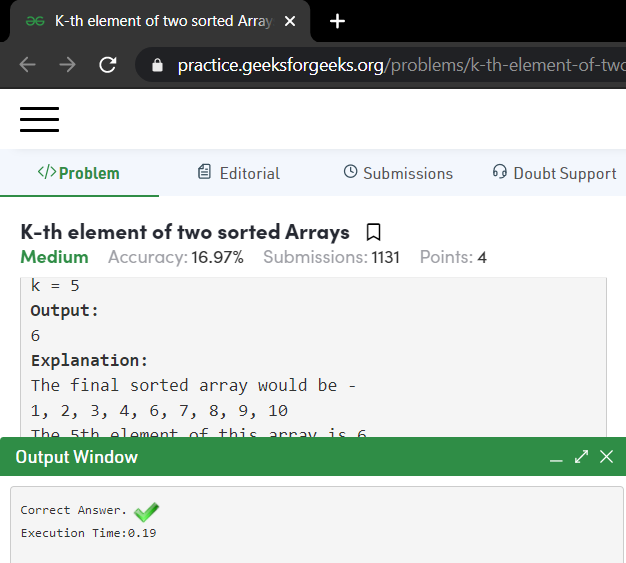 K-th element of two sorted Array
practice.geeksforgeeks.org/problems/k-th-element-of-two
</>Problem
Editorial
Submissions
Doubt Support
K-th element of two sorted Arrays
Medium Accuracy: 16.97% Submissions: 1131 Points: 4
k = 5
Output:
6
Explanation:
The final sorted array would be -
1, 2, 3, 4, 6, 7, 8, 9, 10
The 5th element of this array is 6
Output Window
Correct Answer.
Execution Time:0.19